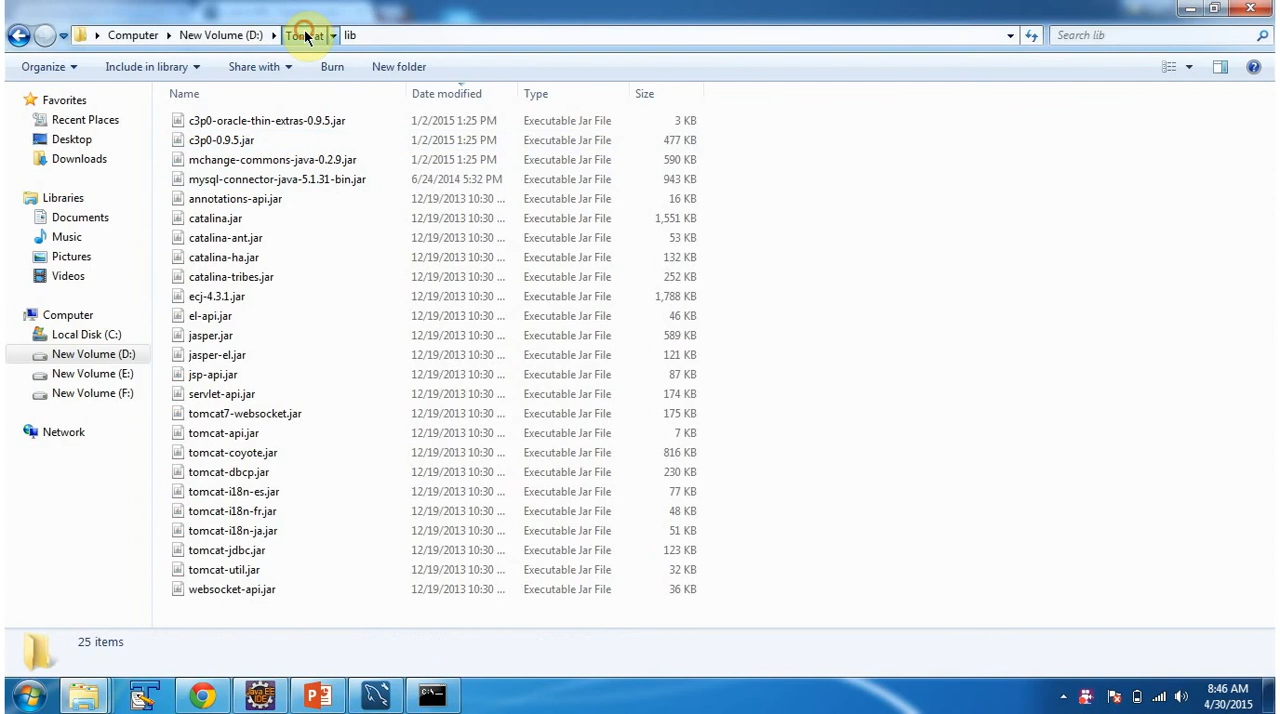 Computer New Volume (D:) Tomcat lib Search lib
Organize Include in library Share with Burn New folder
Favorites
Recent Places
Desktop
Downloads
Libraries
Documents
Music
Pictures
Videos
Computer
Local Disk (C:)
New Volume (D:)
New Volume (E:)
New Volume (F:)
Network
Name Date modified Type Size
c3p0-oracle-thin-extras-0.9.5.jar 1/2/2015 1:25 PM Executable Jar File 3 KB
c3p0-0.9.5.jar 1/2/2015 1:25 PM Executable Jar File 477 KB
mchange-commons-java-0.2.9.jar 1/2/2015 1:25 PM Executable Jar File 590 KB
mysql-connector-java-5.1.31-bin.jar 6/24/2014 5:32 PM Executable Jar File 943 KB
annotations-api.jar 12/19/2013 10:30 ... Executable Jar File 16 KB
catalina.jar 12/19/2013 10:30 ... Executable Jar File 1,551 KB
catalina-ant.jar 12/19/2013 10:30 ... Executable Jar File 53 KB
catalina-ha.jar 12/19/2013 10:30 ... Executable Jar File 132 KB
catalina-tribes.jar 12/19/2013 10:30 ... Executable Jar File 252 KB
ecj-4.3.1.jar 12/19/2013 10:30 ... Executable Jar File 1,788 KB
el-api.jar 12/19/2013 10:30 ... Executable Jar File 46 KB
jasper.jar 12/19/2013 10:30 ... Executable Jar File 589 KB
jasper-el.jar 12/19/2013 10:30 ... Executable Jar File 121 KB
jsp-api.jar 12/19/2013 10:30 ... Executable Jar File 87 KB
servlet-api.jar 12/19/2013 10:30 ... Executable Jar File 174 KB
tomcat7-websocket.jar 12/19/2013 10:30 ... Executable Jar File 175 KB
tomcat-api.jar 12/19/2013 10:30 ... Executable Jar File 7 KB
tomcat-coyote.jar 12/19/2013 10:30 ... Executable Jar File 816 KB
tomcat-dbcp.jar 12/19/2013 10:30 ... Executable Jar File 230 KB
tomcat-i18n-es.jar 12/19/2013 10:30 ... Executable Jar File 77 KB
tomcat-i18n-fr.jar 12/19/2013 10:30 ... Executable Jar File 48 KB
tomcat-i18n-ja.jar 12/19/2013 10:30 ... Executable Jar File 51 KB
tomcat-jdbc.jar 12/19/2013 10:30 ... Executable Jar File 123 KB
tomcat-util.jar 12/19/2013 10:30 ... Executable Jar File 32 KB
websocket-api.jar 12/19/2013 10:30 ... Executable Jar File 36 KB
25 items
Java EE
IDE
8:46 AM
4/30/2015